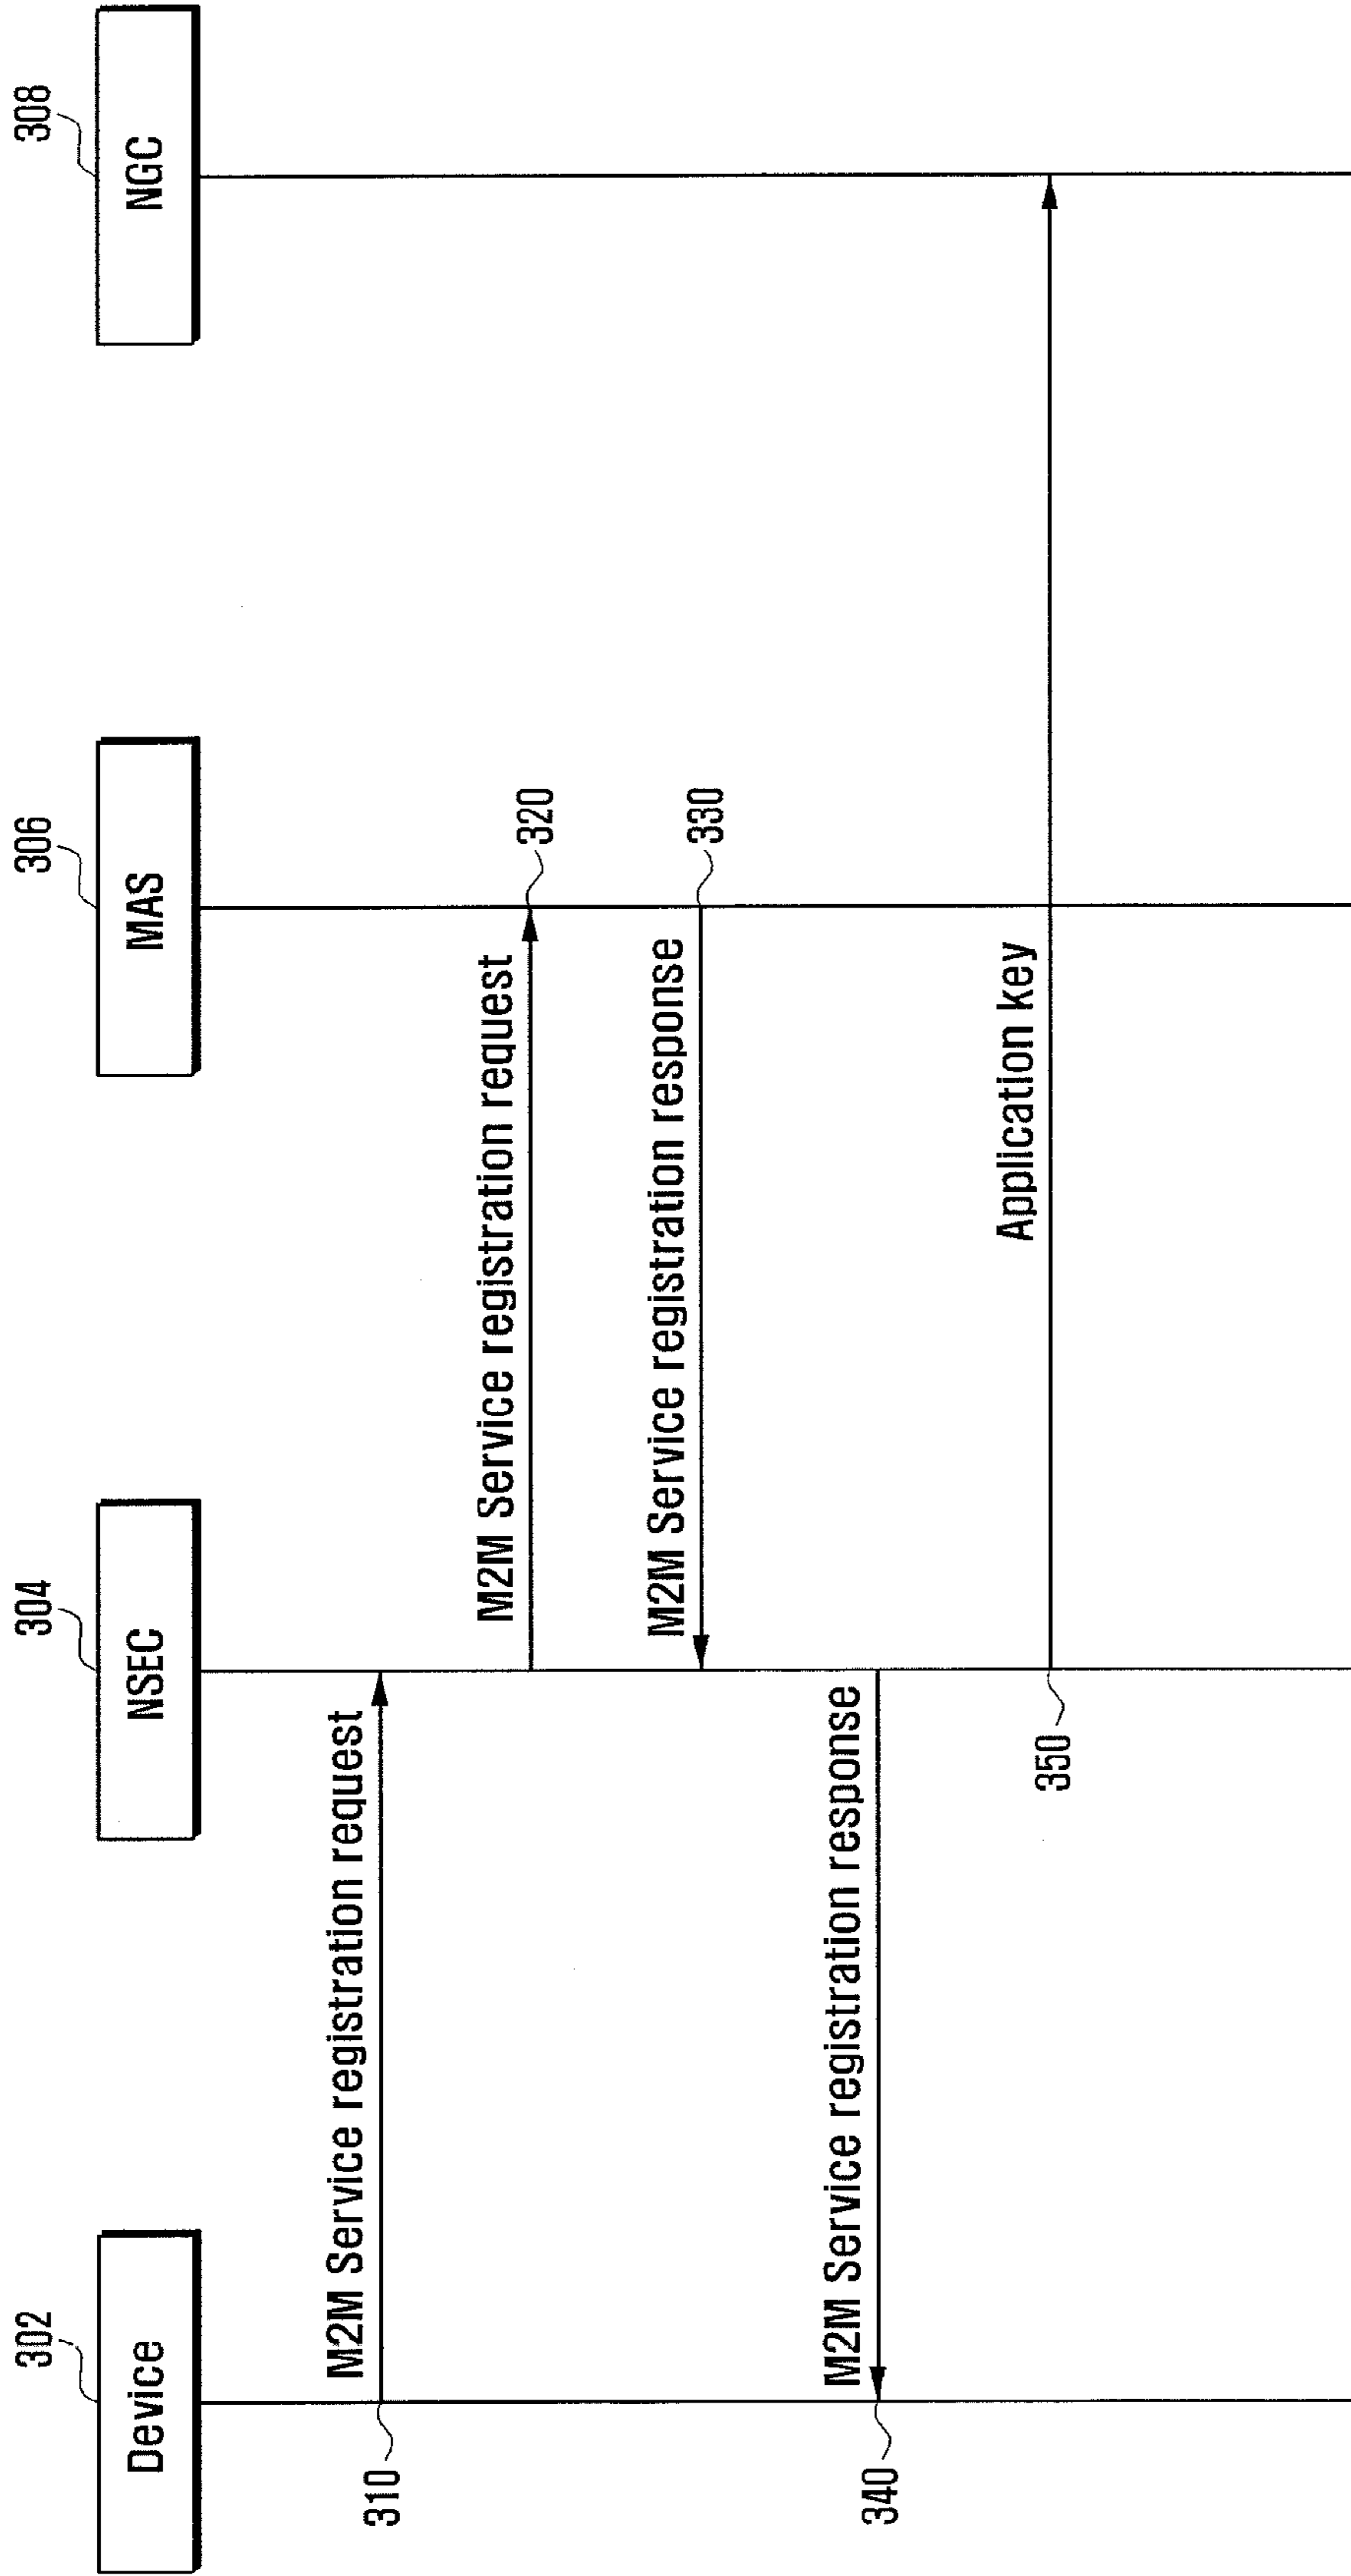 302
304
306
308
Device
NSEC
MAS
NGC
310
M2M Service registration request
M2M Service registration request
320
M2M Service registration response
330
340
M2M Service registration response
350
Application key